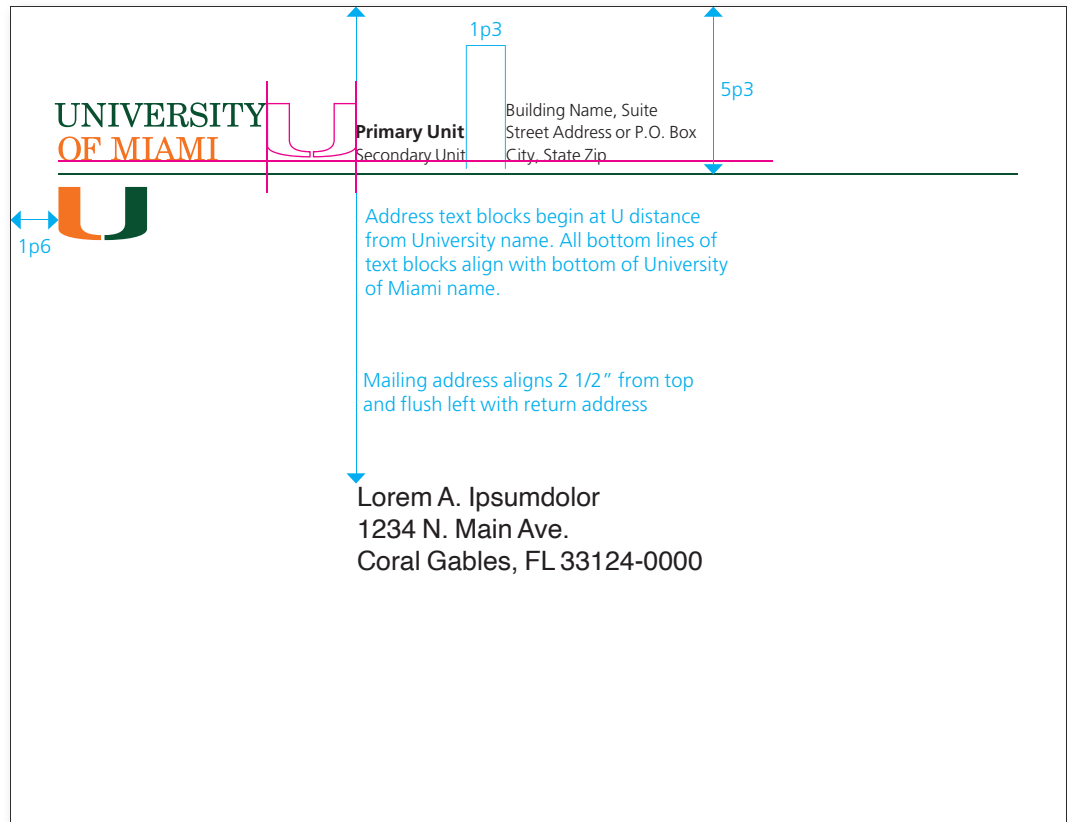 1p3
5p3
UNIVERSITY
OF MIAMI
Primary Unit
Secondary Unit
Building Name, Suite
Street Address or P.O. Box
City, State Zip
1p6
Address text blocks begin at U distance
from University name. All bottom lines of
text blocks align with bottom of University
of Miami name.
Mailing address aligns 2 1/2” from top
and flush left with return address
Lorem A. Ipsumdolor
1234 N. Main Ave.
Coral Gables, FL 33124-0000